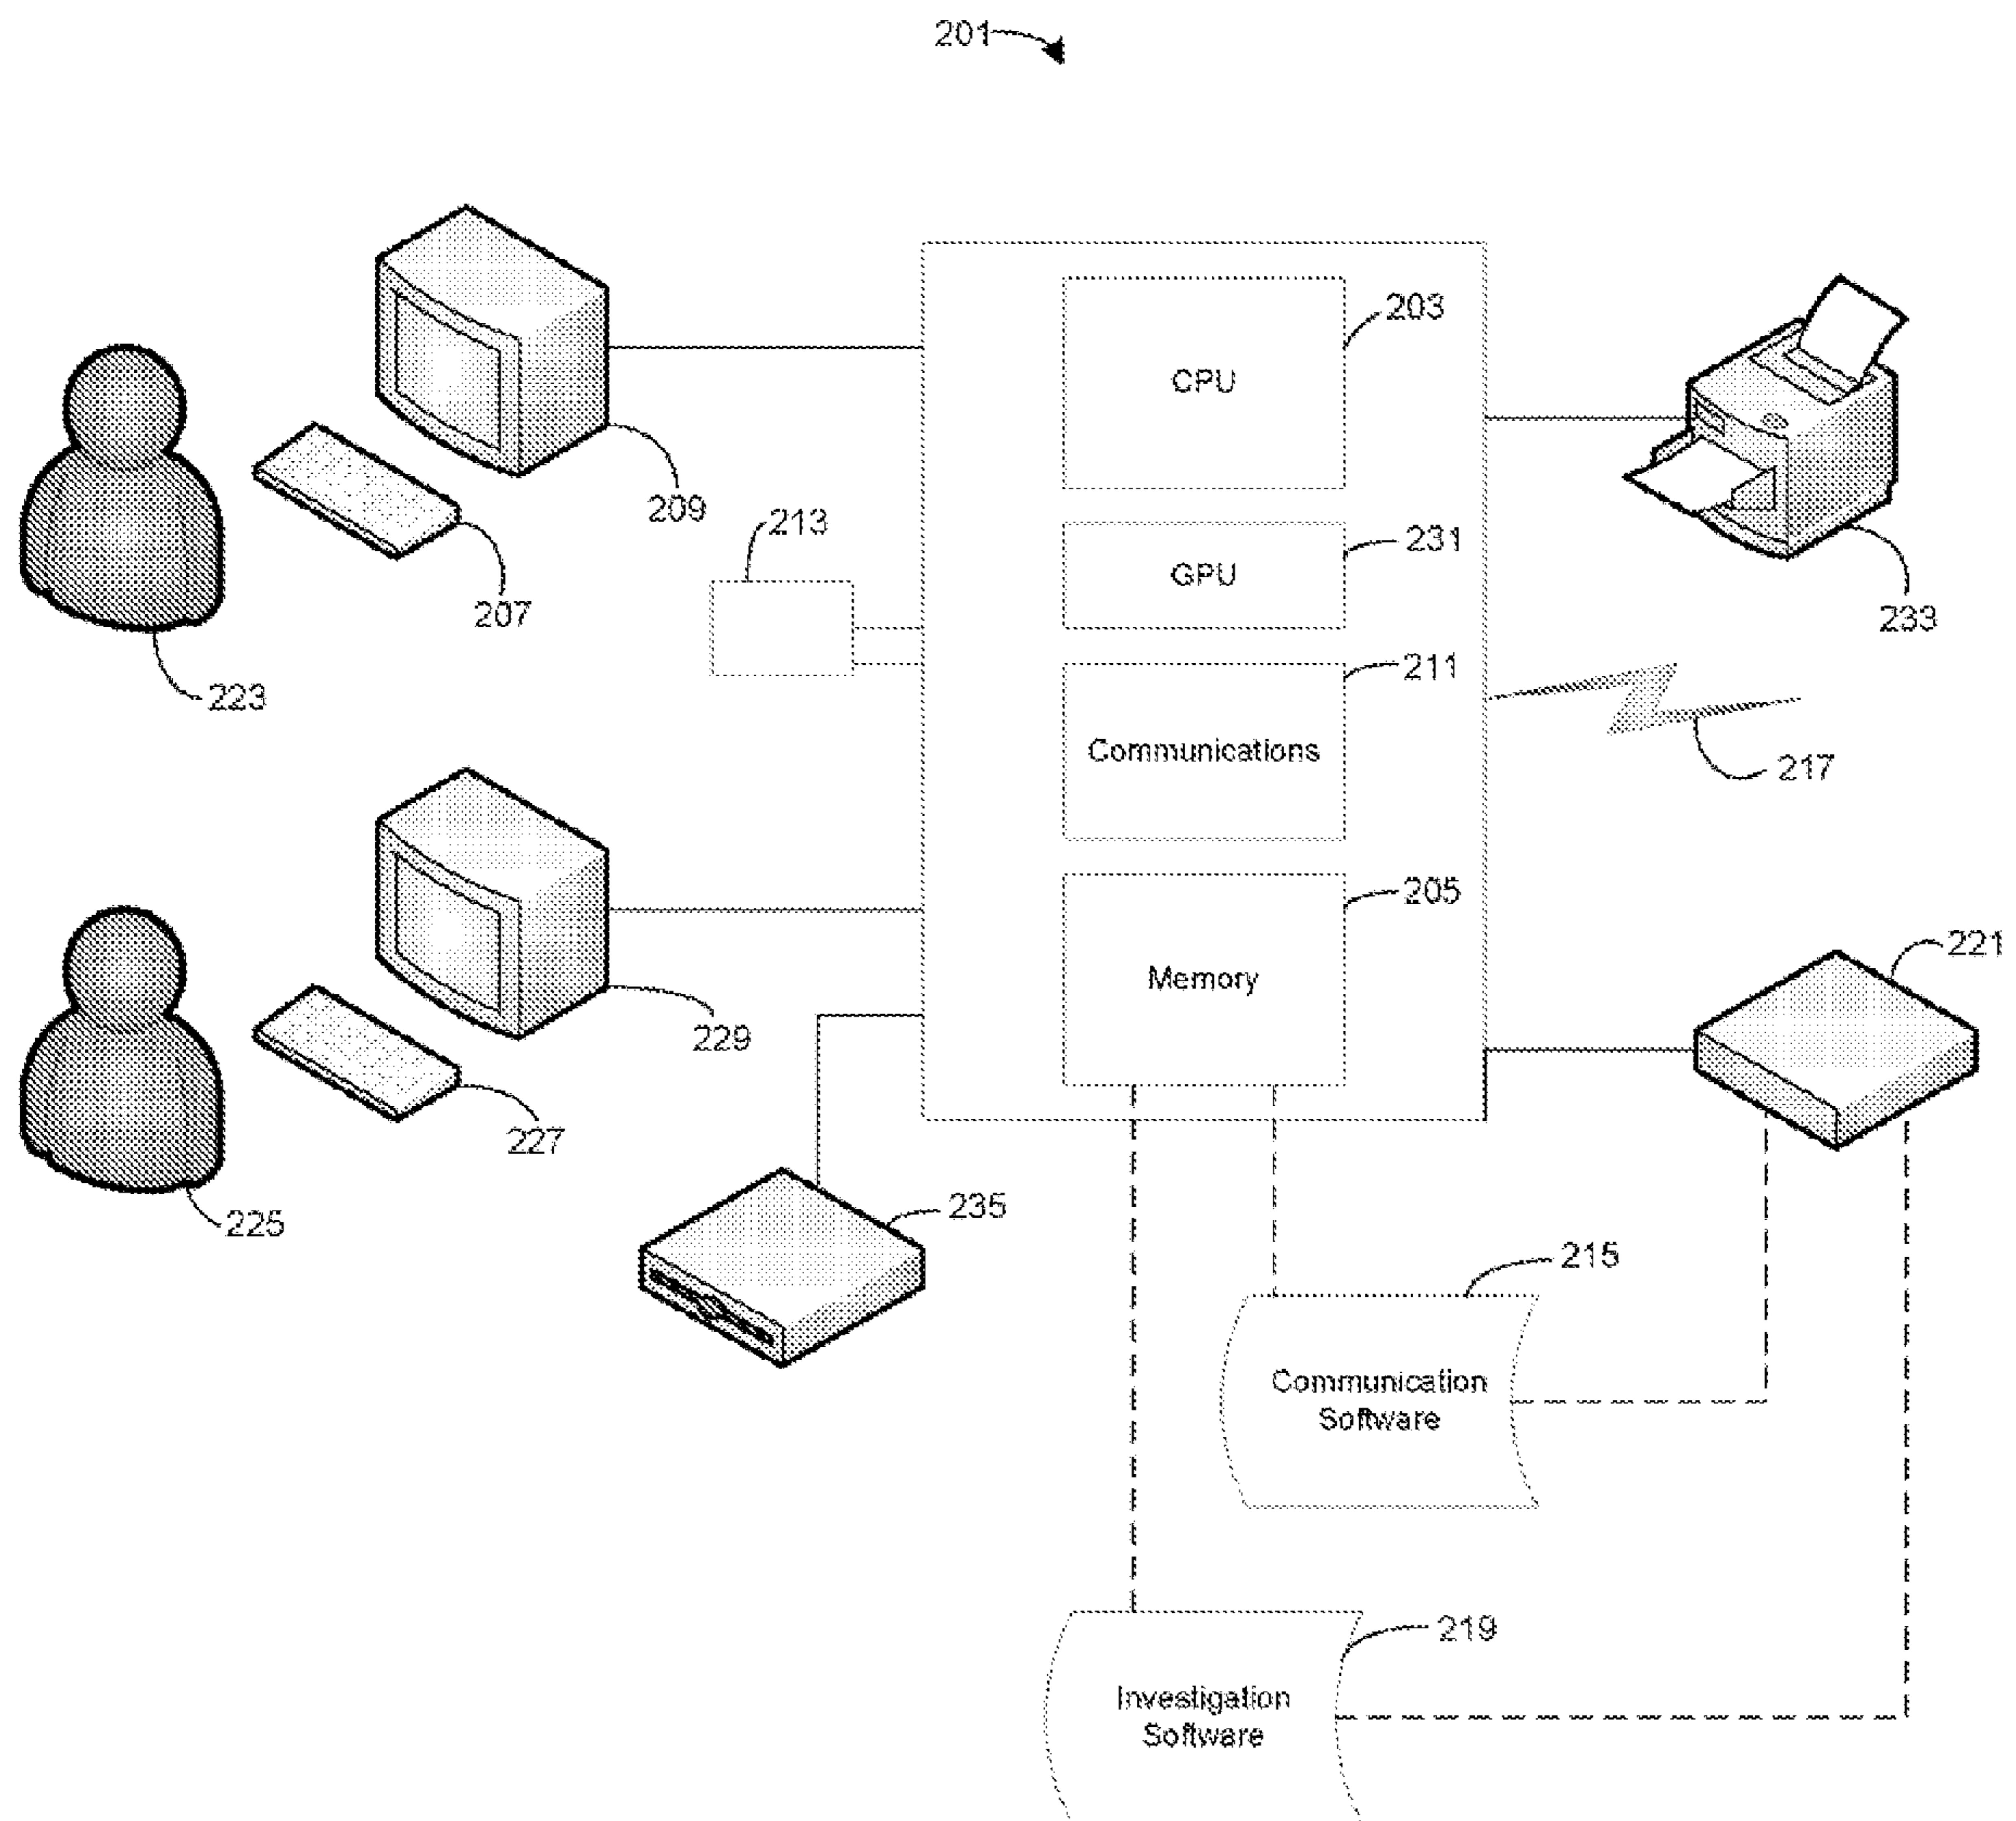 201
203
CPU
209
213
231
GPU
207
233
223
211
Communications
217
205
Memory
221
229
227
235
225
215
Communication
Software
219
Investigation
Software